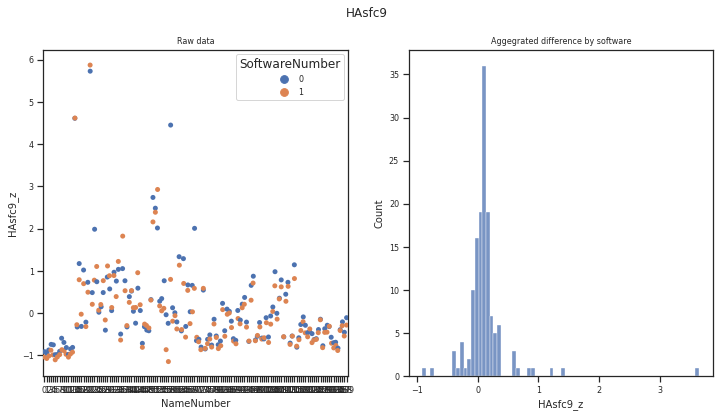 HAsfc9
Raw data
Aggegrated difference by software
SoftwareNumber
0
1
6
5
4
3
2
1
0
−1
HAsfc9_z
NameNumber
35
30
25
20
15
10
5
0
Count
−1 0 1 2 3
HAsfc9_z